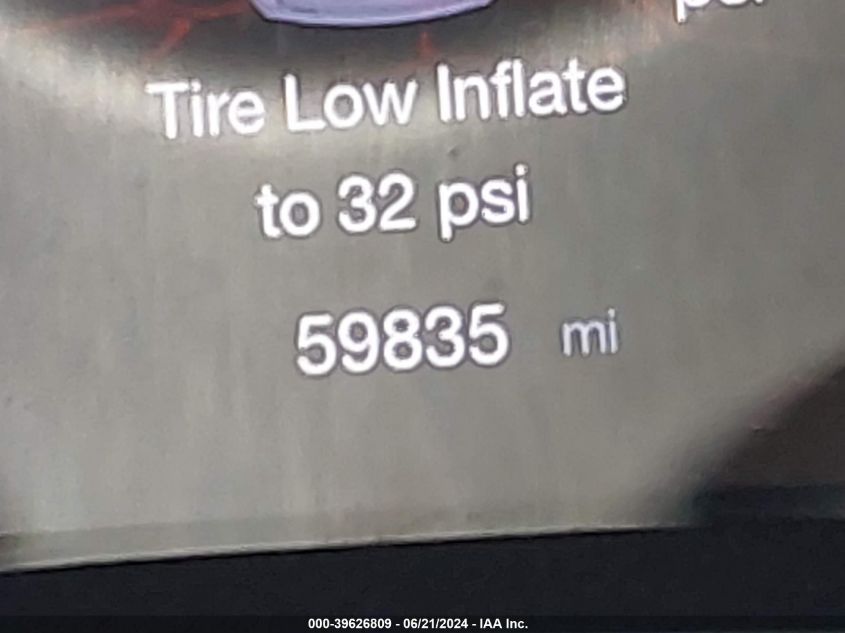 Tire Low Inflate
to 32 psi
59835 mi
000-39626809 - 06/21/2024 - IAA Inc.